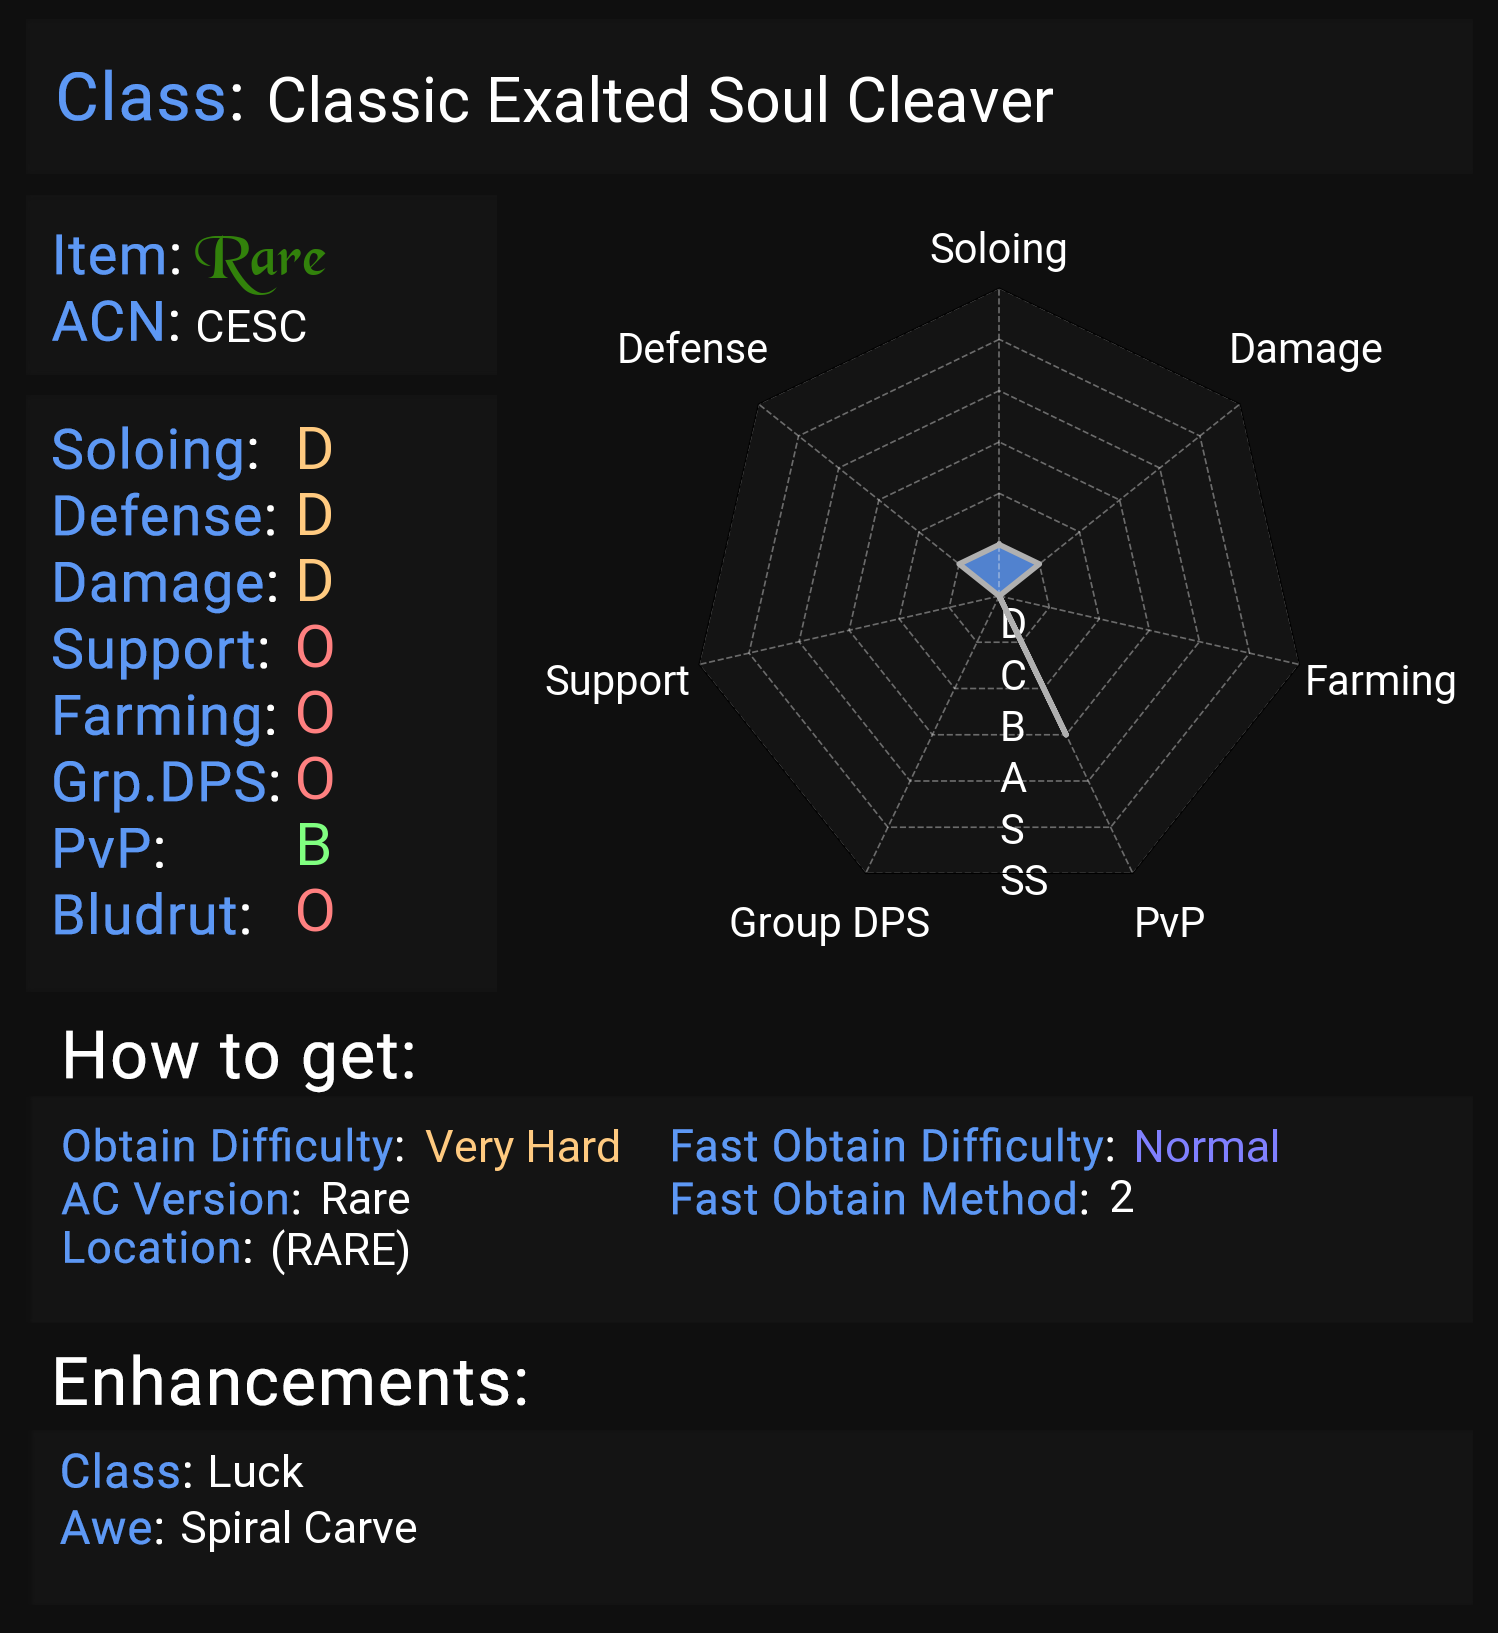 Class: Classic Exalted Soul Cleaver
Item: Rare
ACN: CESC
Soloing: D
Defense: D
Damage: D
Support: O
Farming: O
Grp.DPS: O
PvP: B
Bludrut: O
Soloing
Defense
Damage
Support
Farming
Group DPS
PvP
D
C
B
A
S
SS
How to get:
Obtain Difficulty: Very Hard
AC Version: Rare
Location: (RARE)
Fast Obtain Difficulty: Normal
Fast Obtain Method: 2
Enhancements:
Class: Luck
Awe: Spiral Carve